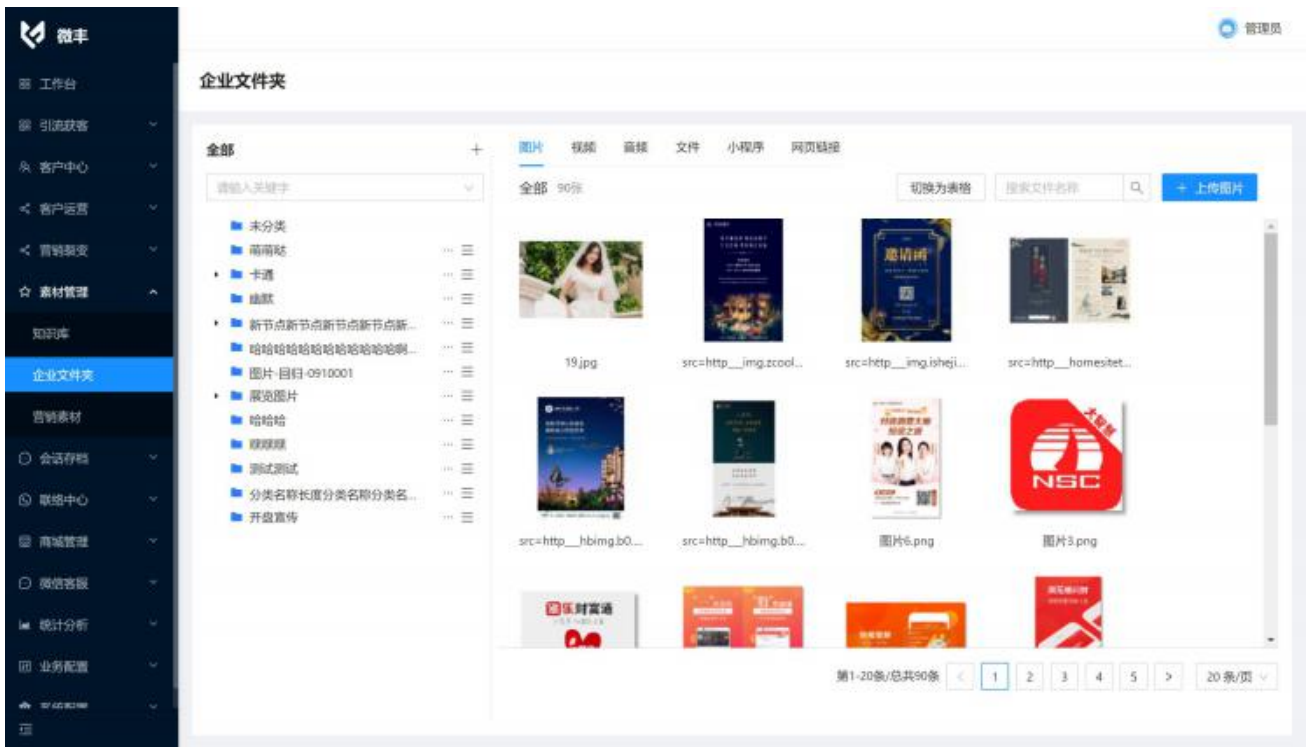 微丰
管理员
工作台
引流获客
客户中心
客户运营
营销裂变
素材管理
知识库
企业文件夹
营销素材
会话存档
联络中心
商城管理
微信客服
统计分析
业务配置
企业文件夹
全部
请输入关键字
未分类
萌萌哒
卡通
幽默
新节点新节点新节点新节点新...
哈哈哈哈哈哈哈哈哈哈哈啊...
图片-回归-0910001
展览图片
哈哈哈
测试测试
分类名称长度分类名称分类名...
开盘宣传
图片 视频 音频 文件 小程序 网页链接
全部 90张 切换为表格 搜索文件名称 + 上传图片
邀请函
19.jpg src=http__img.zcool... src=http__img.isheji... src=http__homesitet...
大智慧
NSC
src=http__hbimg.b0.... src=http__hbimg.b0.... 图片6.png 图片3.png
财富通
第1-20条/总共90条 < 1 2 3 4 5 > 20 条/页